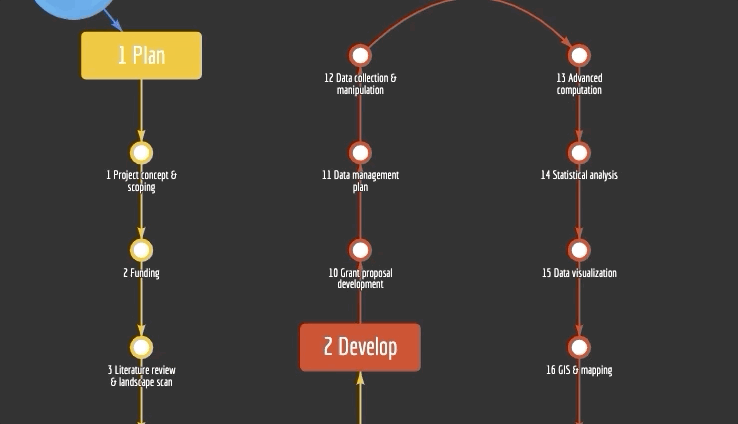 1 Plan
1 Project concept &
scoping
2 Funding
3 Literature review
& landscape scan
12 Data collection &
manipulation
11 Data management
plan
10 Grant proposal
development
2 Develop
13 Advanced
computation
14 Statistical analysis
15 Data visualization
16 GIS & mapping